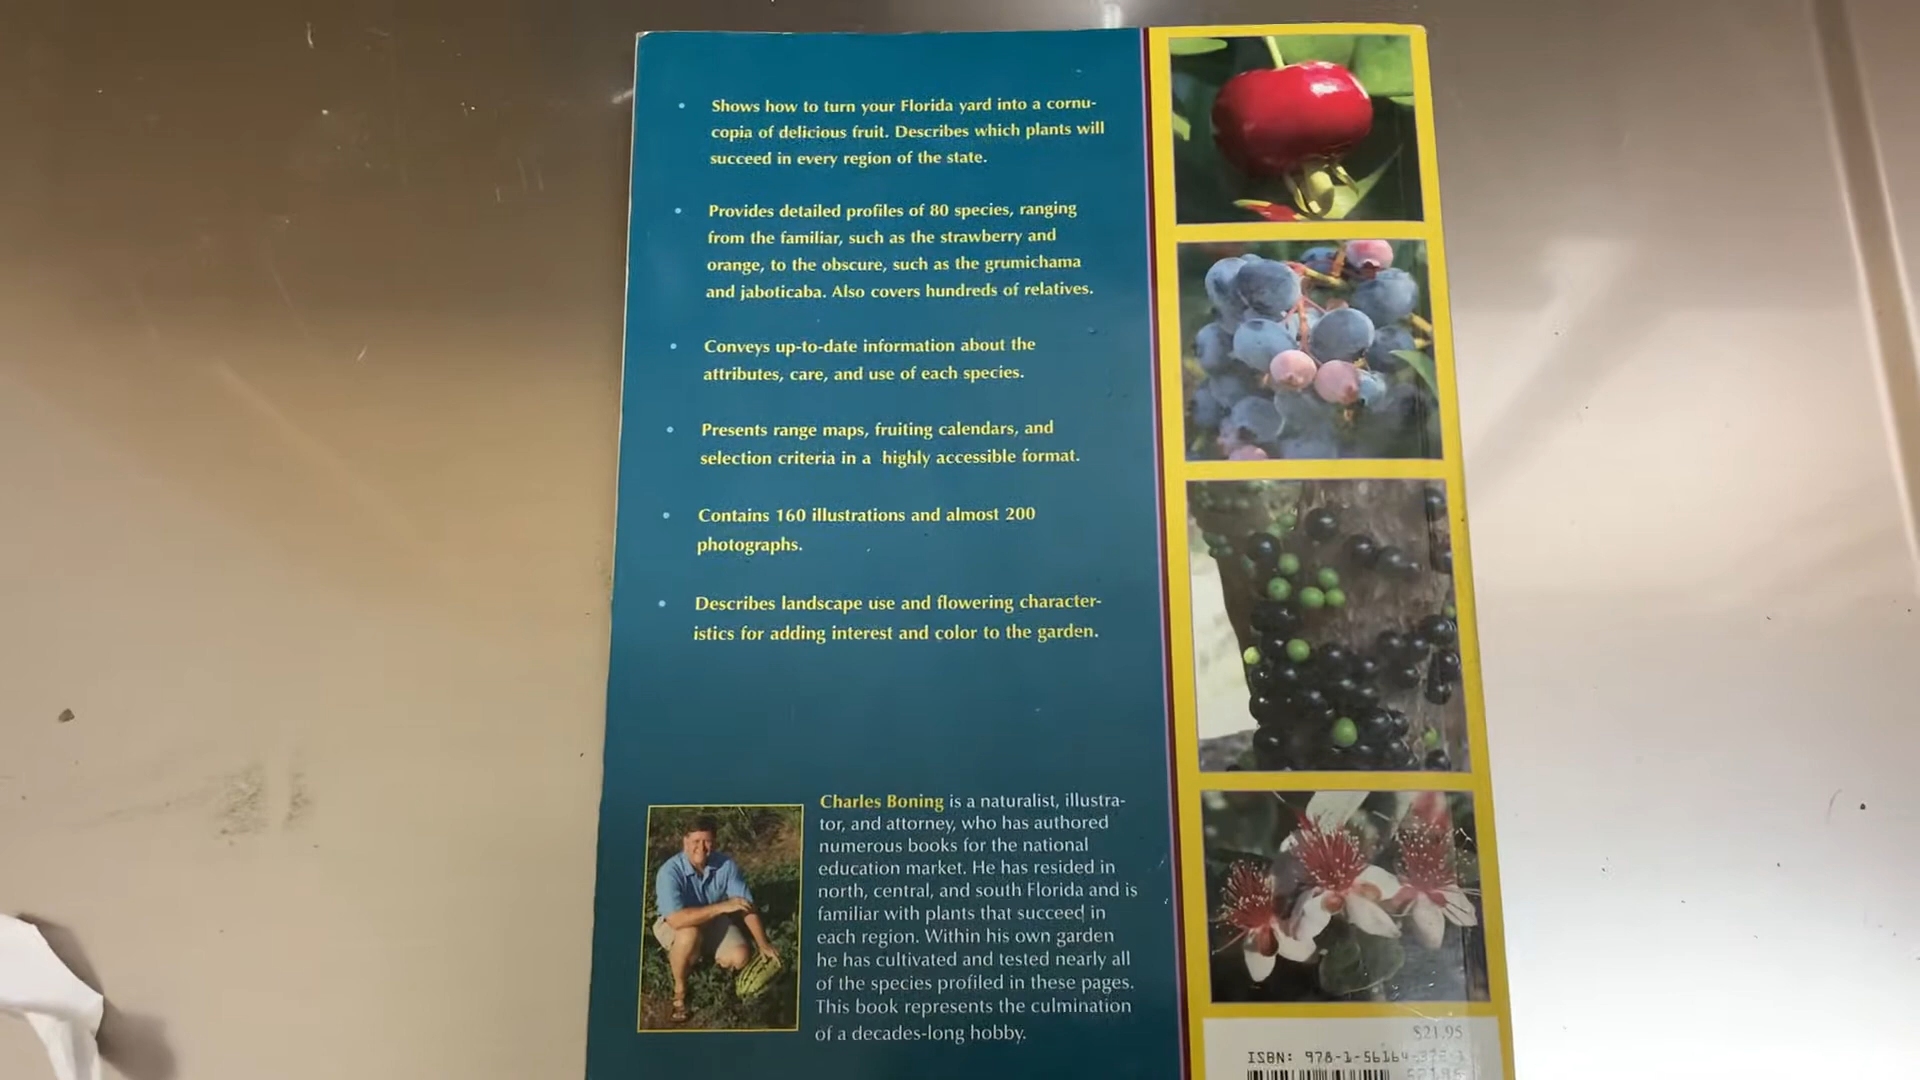 • Shows how to turn your Florida yard into a cornu-
copia of delicious fruit. Describes which plants will
succeed in every region of the state.
• Provides detailed profiles of 80 species, ranging
from the familiar, such as the strawberry and
orange, to the obscure, such as the grumichama
and jaboticaba. Also covers hundreds of relatives.
• Conveys up-to-date information about the
attributes, care, and use of each species.
• Presents range maps, fruiting calendars, and
selection criteria in a highly accessible format.
• Contains 160 illustrations and almost 200
photographs.
• Describes landscape use and flowering character-
istics for adding interest and color to the garden.
Charles Boning is a naturalist, illustra-
tor, and attorney, who has authored
numerous books for the national
education market. He has resided in
north, central, and south Florida and is
familiar with plants that succeed in
each region. Within his own garden
he has cultivated and tested nearly all
of the species profiled in these pages.
This book represents the culmination
of a decades-long hobby.
$21.95
ISBN: 978-1-56164-